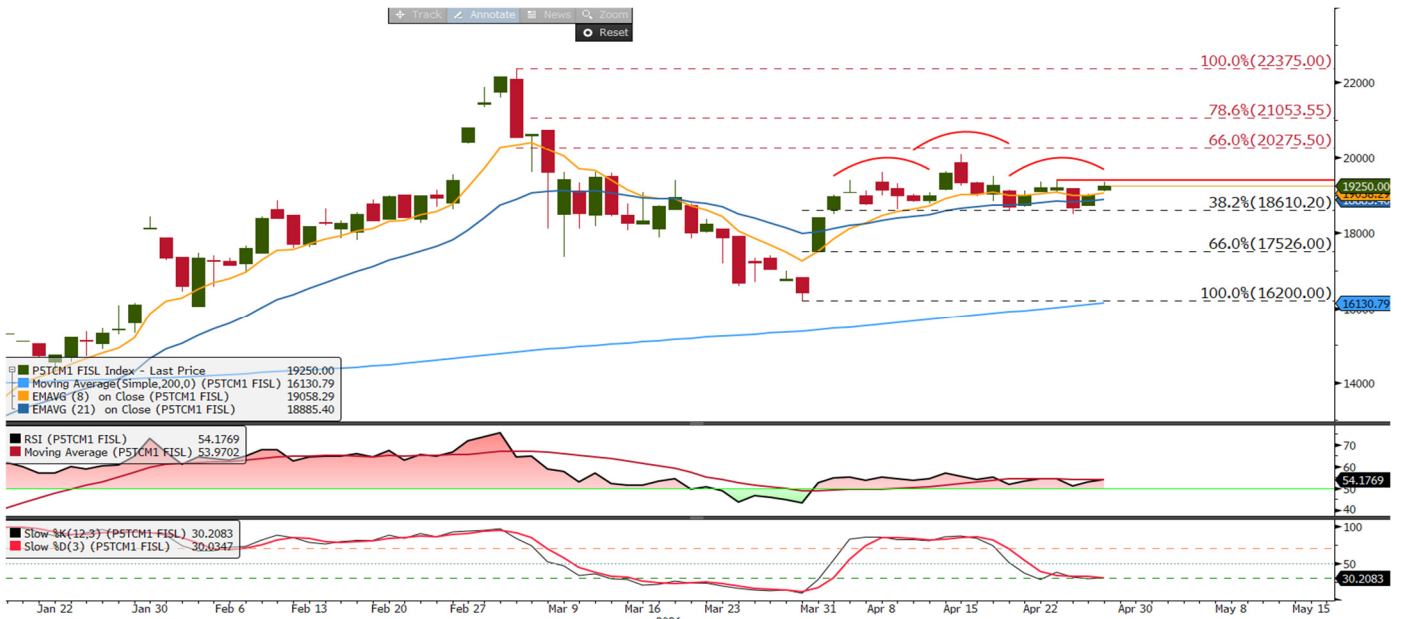 Track Annotate News Zoom
Reset
100.0%(22375.00)
22000
78.6%(21053.55)
66.0%(20275.50)
20000
19250.00
19058.29
18885.40
38.2%(18610.20)
18000
66.0%(17526.00)
100.0%(16200.00)
16130.79
16000
14000
P5TCM1 FISL Index - Last Price 19250.00
Moving Average(Simple,200,0) (P5TCM1 FISL) 16130.79
EMAVG (8) on Close (P5TCM1 FISL) 19058.29
EMAVG (21) on Close (P5TCM1 FISL) 18885.40
RSI (P5TCM1 FISL) 54.1769
Moving Average (P5TCM1 FISL) 53.9702
70
60
54.1769
50
40
Slow %K(12,3) (P5TCM1 FISL) 30.2083
Slow %D(3) (P5TCM1 FISL) 30.0347
100
50
30.2083
0
Jan 22 Jan 30 Feb 6 Feb 13 Feb 20 Feb 27 Mar 9 Mar 16 Mar 23 Mar 31 Apr 8 Apr 15 Apr 22 Apr 30 May 8 May 15